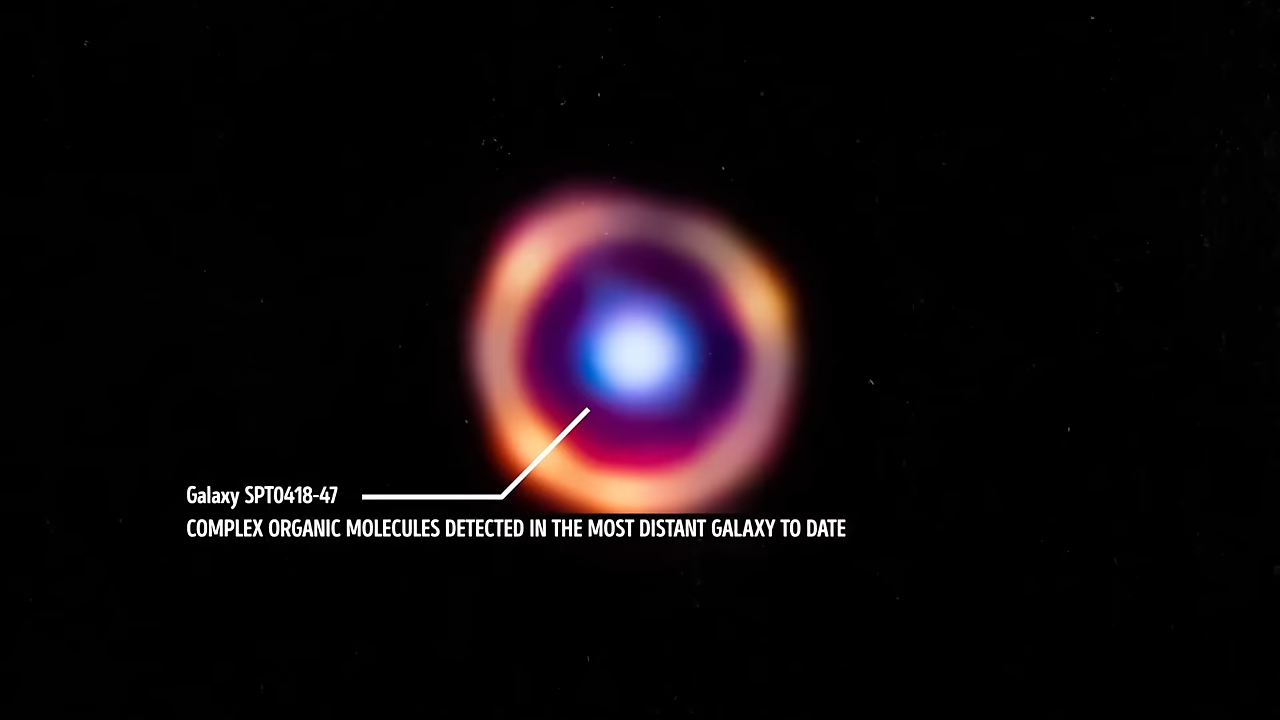 Galaxy SPT0418-47
COMPLEX ORGANIC MOLECULES DETECTED IN THE MOST DISTANT GALAXY TO DATE